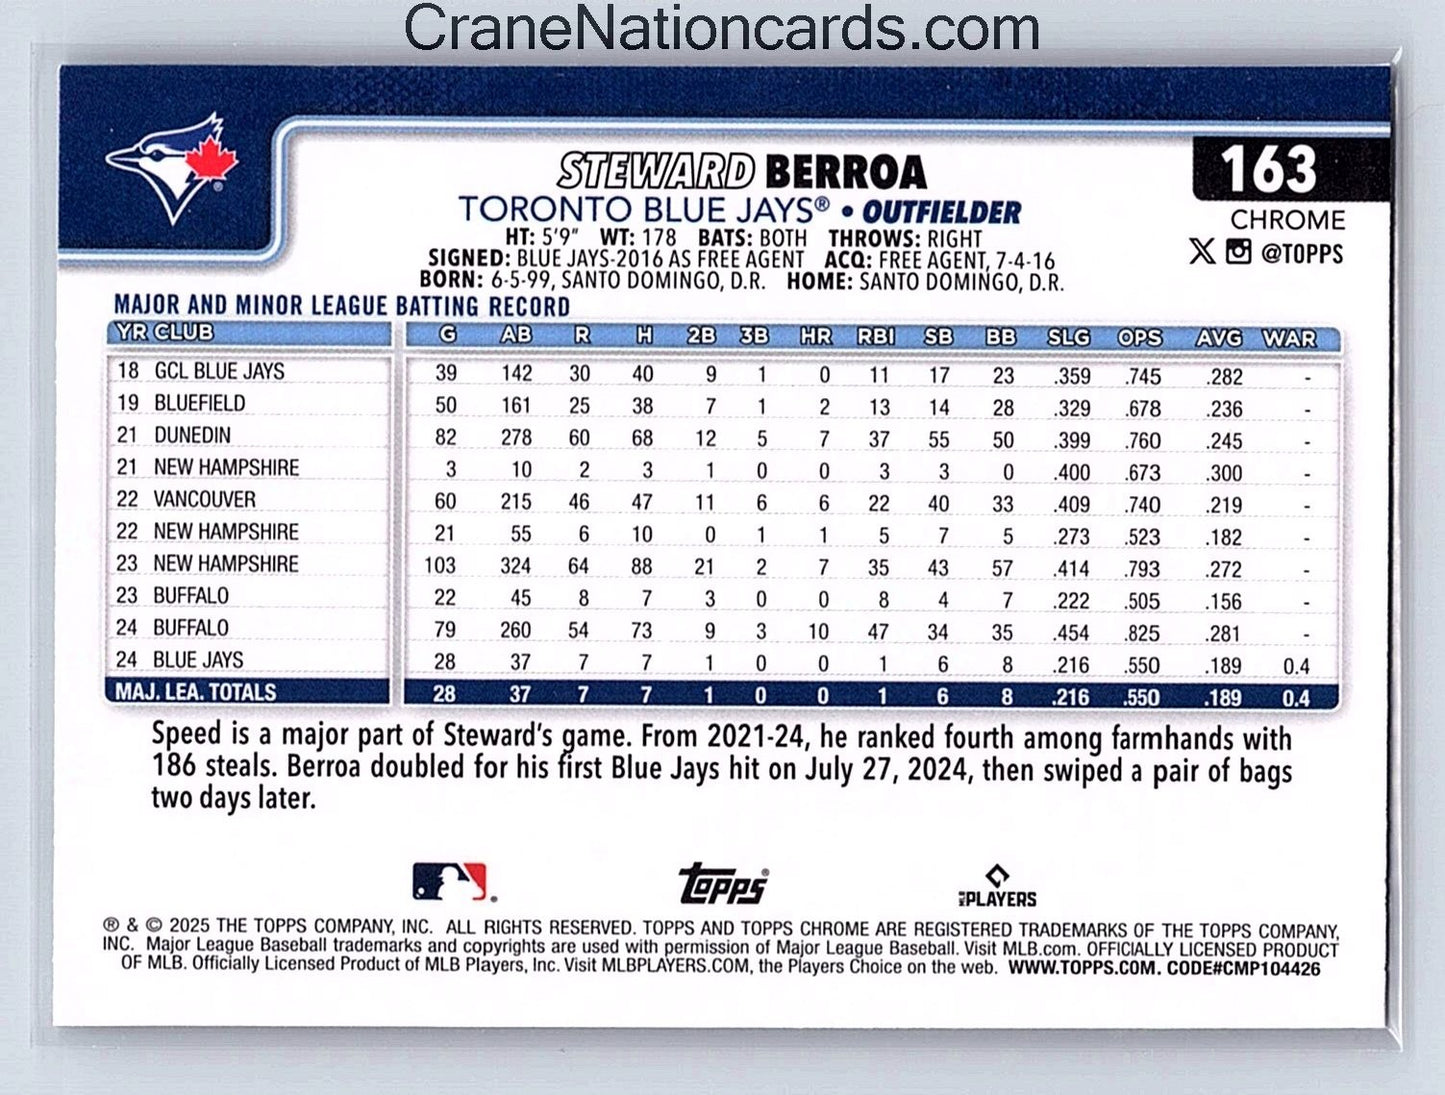 CraneNationcards.com
STEWARD BERROA
163
TORONTO BLUE JAYS® • OUTFIELDER
CHROME
HT: 5'9" WT: 178 BATS: BOTH THROWS: RIGHT
@TOPPS
SIGNED: BLUE JAYS-2016 AS FREE AGENT ACQ: FREE AGENT, 7-4-16
BORN: 6-5-99, SANTO DOMINGO, D.R. HOME: SANTO DOMINGO, D.R.
MAJOR AND MINOR LEAGUE BATTING RECORD
YR CLUB G AB R H 2B 3B HR RBI SB BB SLG OPS AVG WAR
18 GCL BLUE JAYS 39 142 30 40 9 1 0 11 17 23 .359 .745 .282 -
19 BLUEFIELD 50 161 25 38 7 1 2 13 14 28 .329 .678 .236 -
21 DUNEDIN 82 278 60 68 12 5 7 37 55 50 .399 .760 .245 -
21 NEW HAMPSHIRE 3 10 2 3 1 0 0 3 3 0 .400 .673 .300 -
22 VANCOUVER 60 215 46 47 11 6 6 22 40 33 .409 .740 .219 -
22 NEW HAMPSHIRE 21 55 6 10 0 1 1 5 7 5 .273 .523 .182 -
23 NEW HAMPSHIRE 103 324 64 88 21 2 7 35 43 57 .414 .793 .272 -
23 BUFFALO 22 45 8 7 3 0 0 8 4 7 .222 .505 .156 -
24 BUFFALO 79 260 54 73 9 3 10 47 34 35 .454 .825 .281 -
24 BLUE JAYS 28 37 7 7 1 0 0 1 6 8 .216 .550 .189 0.4
MAJ. LEA. TOTALS 28 37 7 7 1 0 0 1 6 8 .216 .550 .189 0.4
Speed is a major part of Steward's game. From 2021-24, he ranked fourth among farmhands with
186 steals. Berroa doubled for his first Blue Jays hit on July 27, 2024, then swiped a pair of bags
two days later.
Topps®
PLAYERS
® & © 2025 THE TOPPS COMPANY, INC. ALL RIGHTS RESERVED. TOPPS AND TOPPS CHROME ARE REGISTERED TRADEMARKS OF THE TOPPS COMPANY,
INC. Major League Baseball trademarks and copyrights are used with permission of Major League Baseball. Visit MLB.com. OFFICIALLY LICENSED PRODUCT
OF MLB. Officially Licensed Product of MLB Players, Inc. Visit MLBPLAYERS.COM, the Players Choice on the web. WWW.TOPPS.COM. CODE#CMP104426